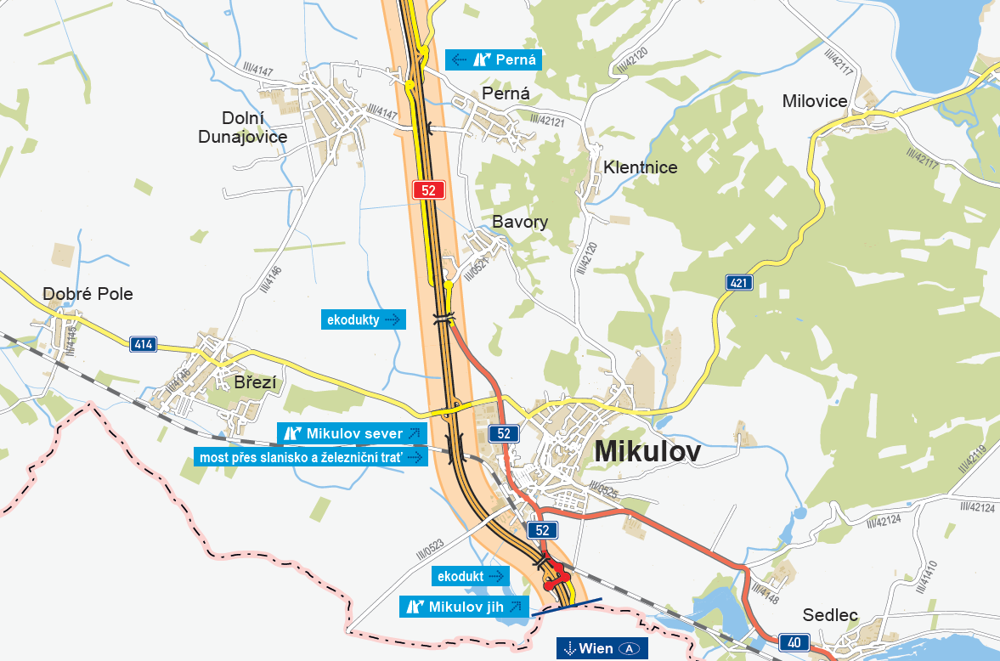 Perná
III/42120
III/42117
III/4147
Perná
Milovice
Dolní
Dunajovice
III/4147
III/42121
III/42117
Klentnice
52
Bavory
III/0521
III/42120
III/4146
421
Dobré Pole
ekodukty
III/4145
414
III/4146
Březí
Mikulov sever
52
Mikulov
most přes slanisko a železniční trať
III/42119
III/0525
III/42124
III/42124
52
III/0523
ekodukt
III/41410
III/4148
Mikulov jih
Sedlec
40
Wien A